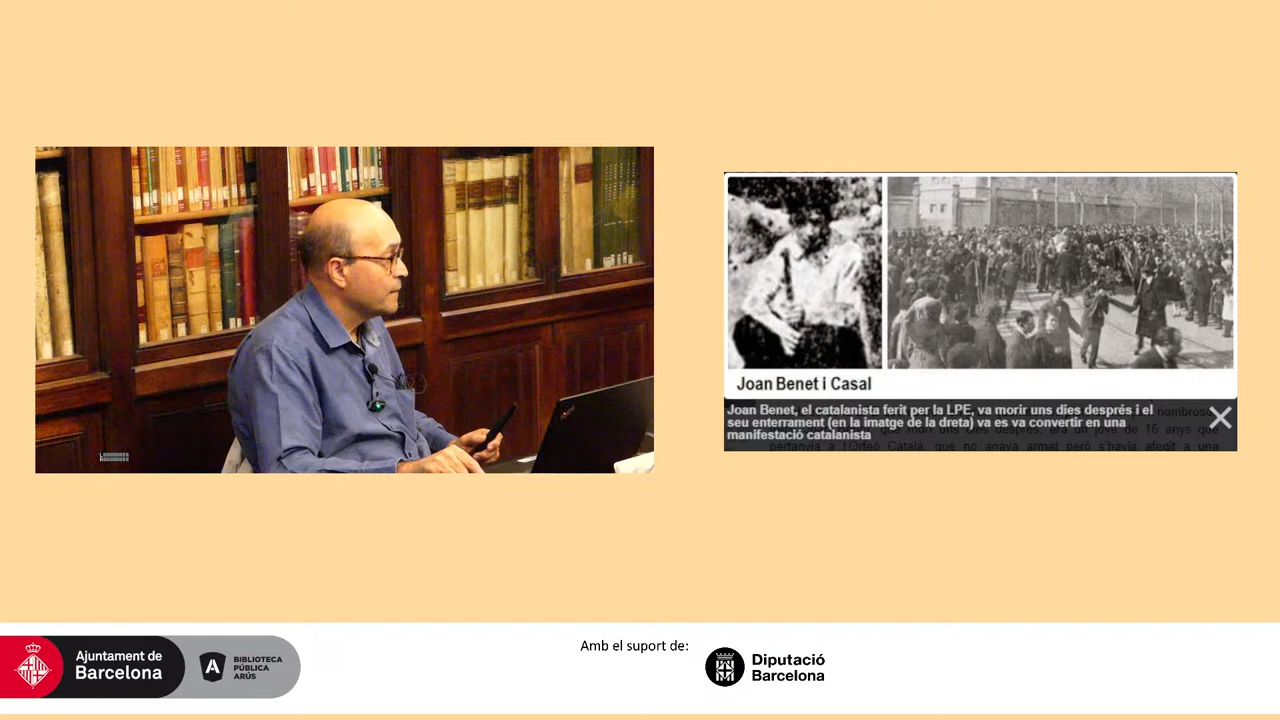 Joan Benet i Casal
Joan Benet, el catalanista ferit per la LPE, va morir uns dies després i el
seu enterrament (en la imatge de la dreta) va es va convertir en una
manifestació catalanista
pertanyia a l'Orfeó Català, que no anava armat però s'havia afegit a una
Amb el suport de:
Ajuntament de
Barcelona
A
BIBLIOTECA
PÚBLICA
ARÚS
Diputació
Barcelona